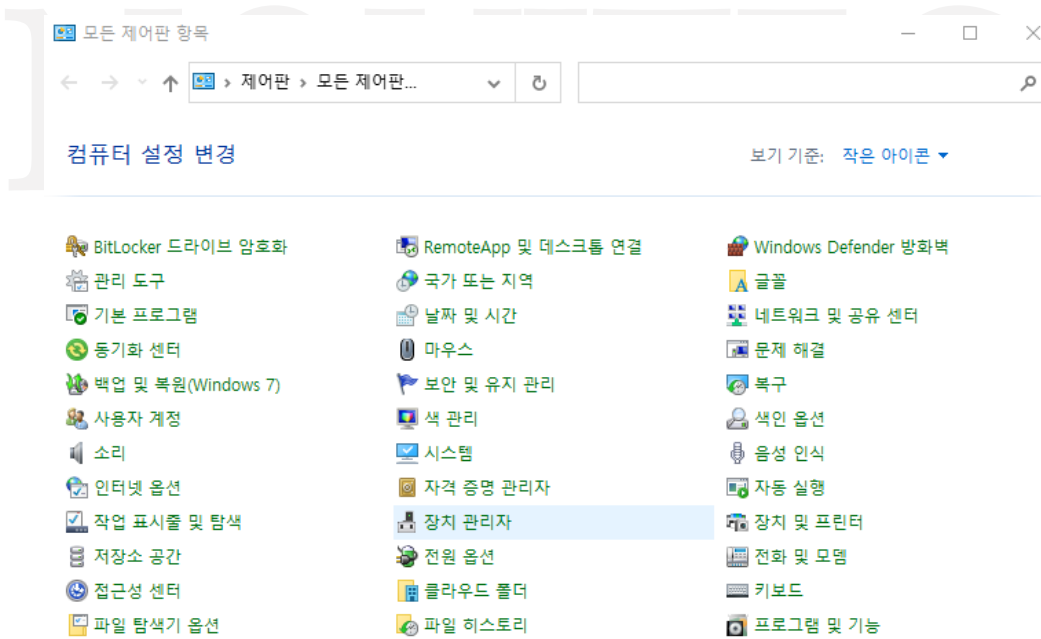 모든 제어판 항목
제어판 › 모든 제어판...
컴퓨터 설정 변경
보기 기준: 작은 아이콘
BitLocker 드라이브 암호화 RemoteApp 및 데스크톱 연결 Windows Defender 방화벽
관리 도구 국가 또는 지역 글꼴
기본 프로그램 날짜 및 시간 네트워크 및 공유 센터
동기화 센터 마우스 문제 해결
백업 및 복원(Windows 7) 보안 및 유지 관리 복구
사용자 계정 색 관리 색인 옵션
소리 시스템 음성 인식
인터넷 옵션 자격 증명 관리자 자동 실행
작업 표시줄 및 탐색 장치 관리자 장치 및 프린터
저장소 공간 전원 옵션 전화 및 모뎀
접근성 센터 클라우드 폴더 키보드
파일 탐색기 옵션 파일 히스토리 프로그램 및 기능